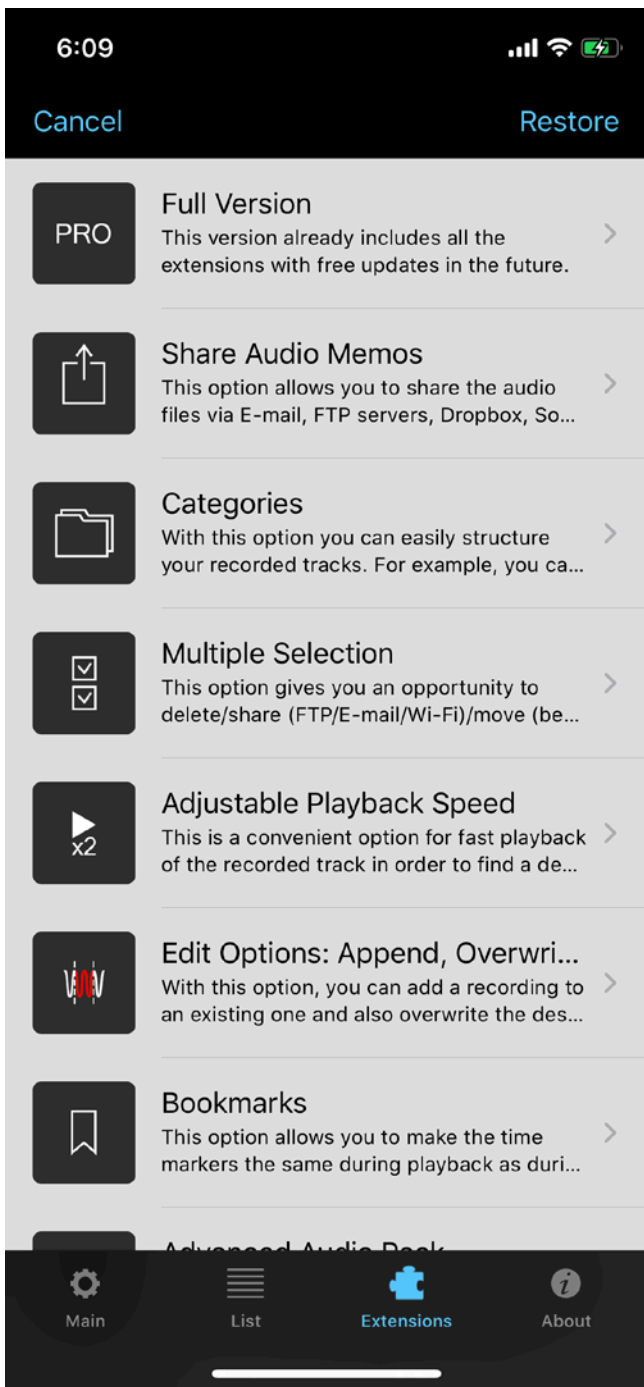 6:09
Cancel
Restore
PRO
Full Version
This version already includes all the
extensions with free updates in the future.
Share Audio Memos
This option allows you to share the audio
files via E-mail, FTP servers, Dropbox, So...
Categories
With this option you can easily structure
your recorded tracks. For example, you ca...
Multiple Selection
This option gives you an opportunity to
delete/share (FTP/E-mail/Wi-Fi)/move (be...
x2
Adjustable Playback Speed
This is a convenient option for fast playback
of the recorded track in order to find a de...
Edit Options: Append, Overwri...
With this option, you can add a recording to
an existing one and also overwrite the des...
Bookmarks
This option allows you to make the time
markers the same during playback as duri...
Advanced Audio Pack
Main
List
Extensions
About